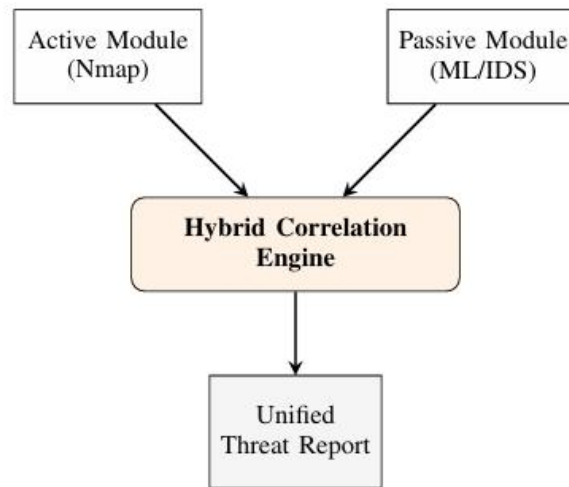 Active Module
(Nmap)
Passive Module
(ML/IDS)
Hybrid Correlation
Engine
Unified
Threat Report